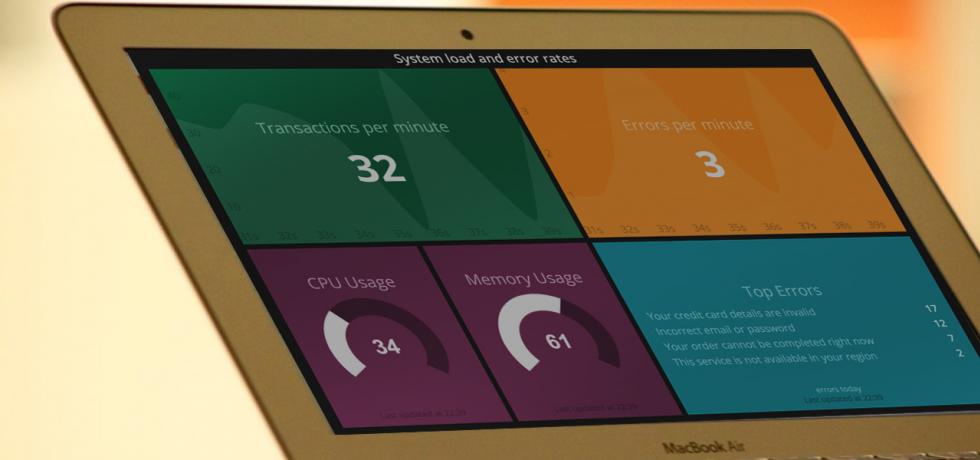 System load and error rates
Transactions per minute
32
40
30
20
10
31s 32s 33s 34s 35s 36s 37s 38s 39s
Errors per minute
3
3
2
1
31s 32s 33s 34s 35s 36s 37s 38s 39s
CPU Usage
34
Last updated at 22:39
Memory Usage
61
Last updated at 22:39
Top Errors
Your credit card details are invalid 17
Incorrect email or password 12
Your order cannot be completed right now 7
This service is not available in your region 2
errors today
Last updated at 22:39
MacBook Air